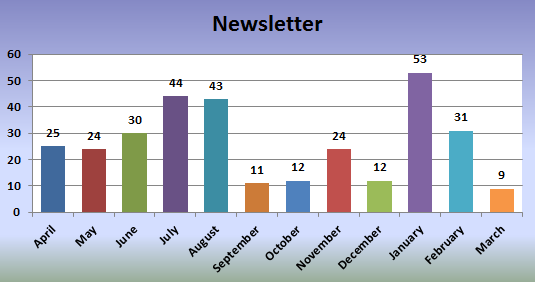 Newsletter
60
50
40
30
20
10
0
25
24
30
44
43
11
12
24
12
53
31
9
April
May
June
July
August
September
October
November
December
January
February
March